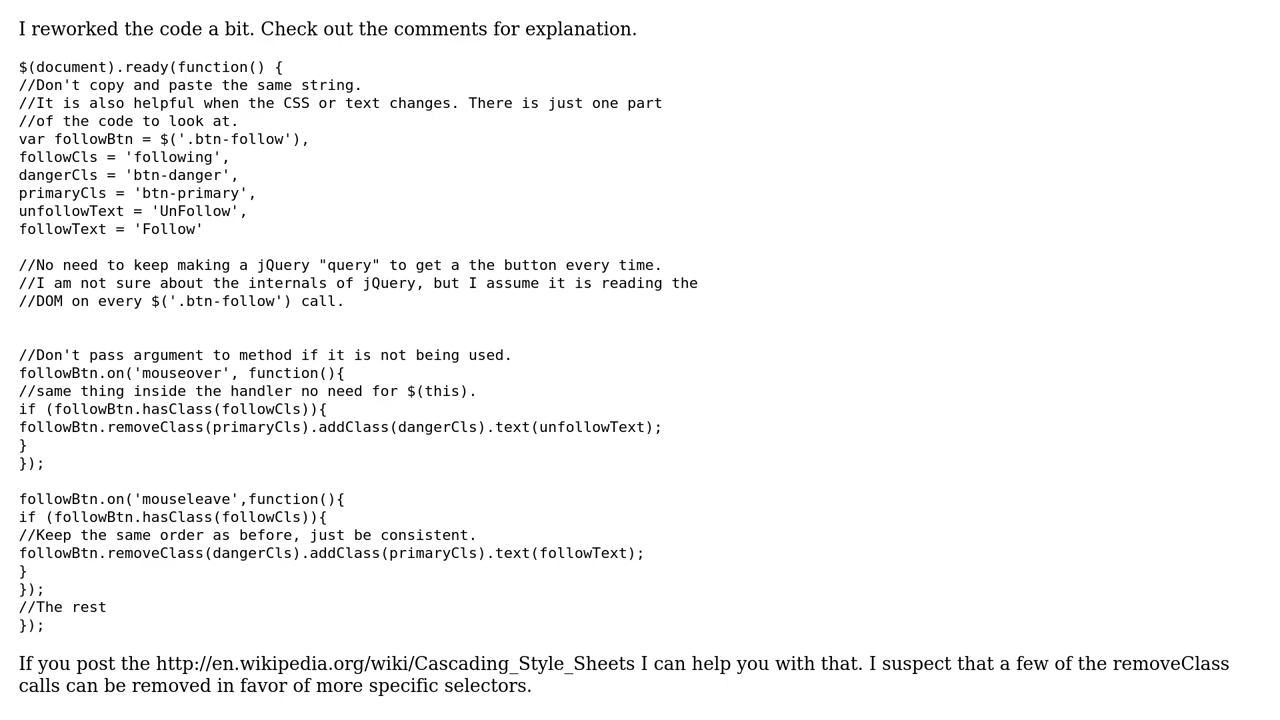 I reworked the code a bit. Check out the comments for explanation.
$(document).ready(function() {
//Don't copy and paste the same string.
//It is also helpful when the CSS or text changes. There is just one part
//of the code to look at.
var followBtn = $('.btn-follow'),
followCls = 'following',
dangerCls = 'btn-danger',
primaryCls = 'btn-primary',
unfollowText = 'UnFollow',
followText = 'Follow'
//No need to keep making a jQuery "query" to get a the button every time.
//I am not sure about the internals of jQuery, but I assume it is reading the
//DOM on every $('.btn-follow') call.
//Don't pass argument to method if it is not being used.
followBtn.on('mouseover', function(){
//same thing inside the handler no need for $(this).
if (followBtn.hasClass(followCls)){
followBtn.removeClass(primaryCls).addClass(dangerCls).text(unfollowText);
}
});
followBtn.on('mouseleave',function(){
if (followBtn.hasClass(followCls)){
//Keep the same order as before, just be consistent.
followBtn.removeClass(dangerCls).addClass(primaryCls).text(followText);
}
});
//The rest
});
If you post the http://en.wikipedia.org/wiki/Cascading_Style_Sheets I can help you with that. I suspect that a few of the removeClass
calls can be removed in favor of more specific selectors.